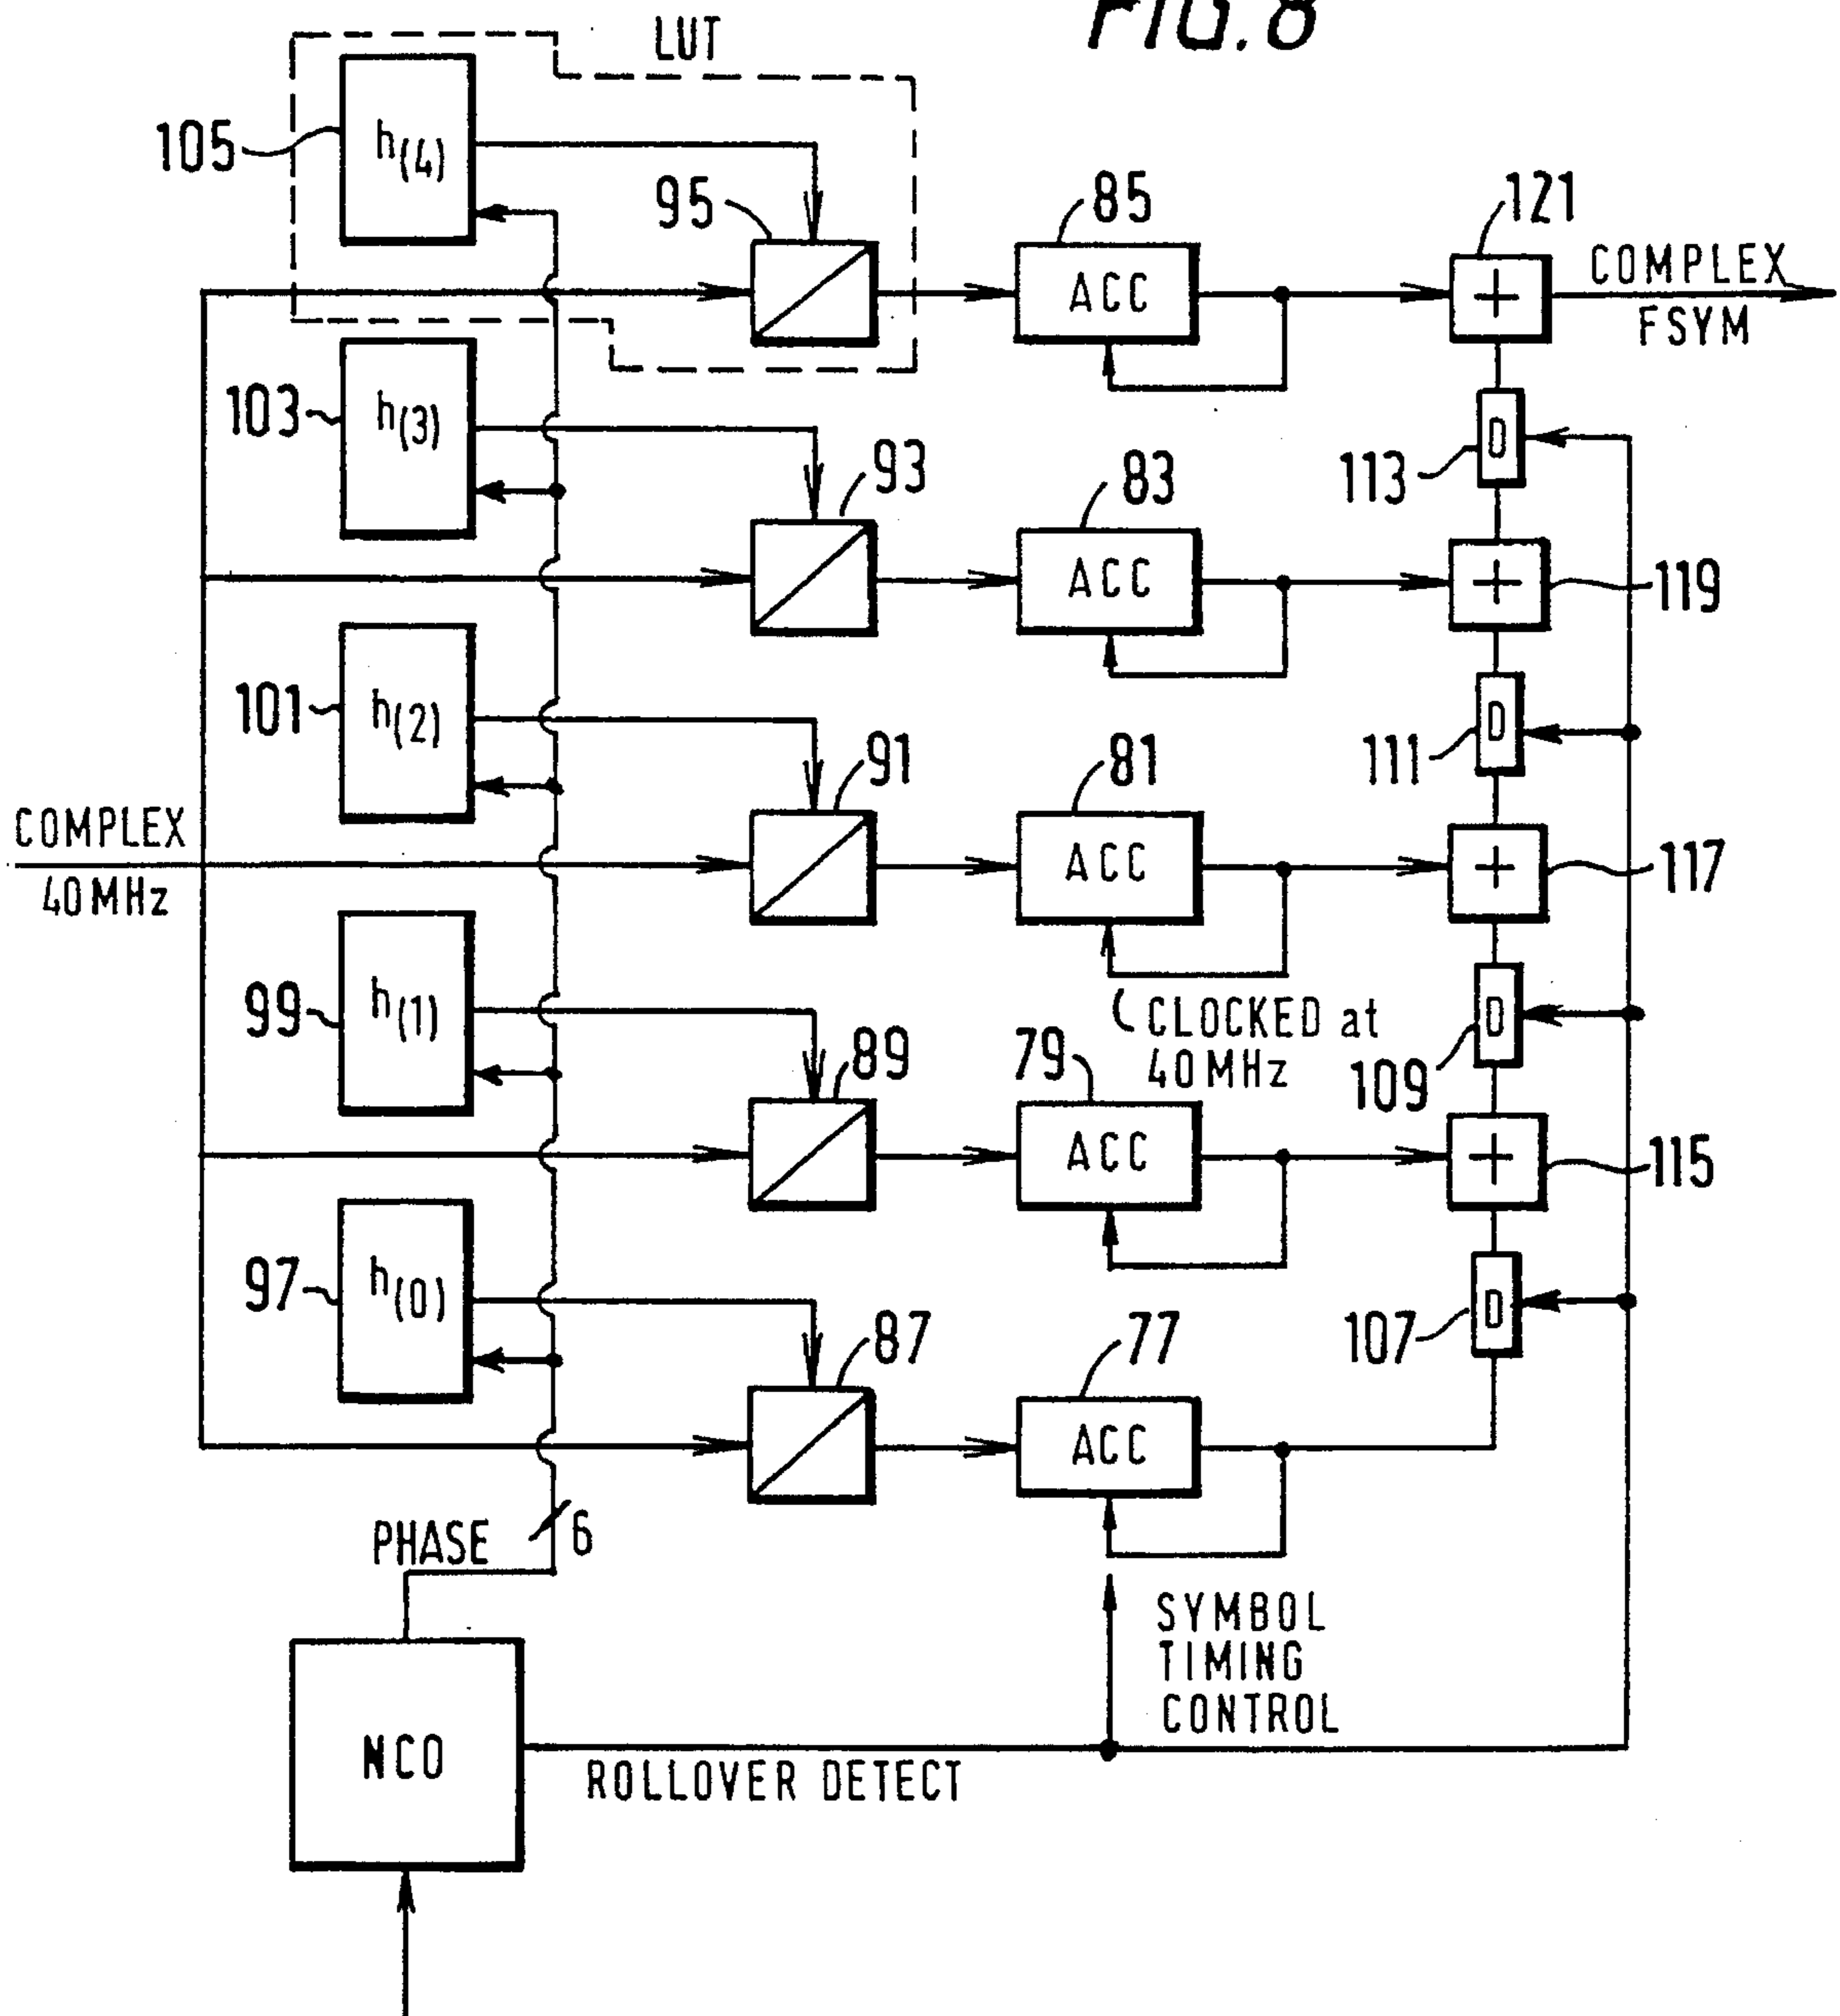 FIG. 8
LUT
105
h(4)
95
85
121
ACC
+
COMPLEX
FSYM
103
h(3)
93
83
113
D
ACC
+
119
101
h(2)
91
81
111
D
COMPLEX
40MHz
ACC
+
117
99
h(1)
89
79
CLOCKED at
40MHz
109
D
ACC
+
115
97
h(0)
87
77
107
D
ACC
PHASE
6
SYMBOL
TIMING
CONTROL
NCO
ROLLOVER DETECT